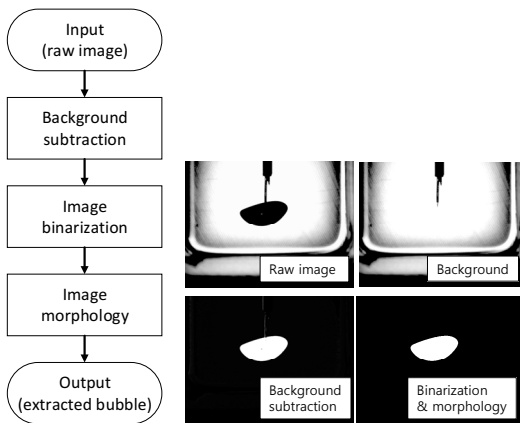 Input
(raw image)
Background
subtraction
Image
binarization
Image
morphology
Output
(extracted bubble)
Raw image
Background
Background
subtraction
Binarization
& morphology